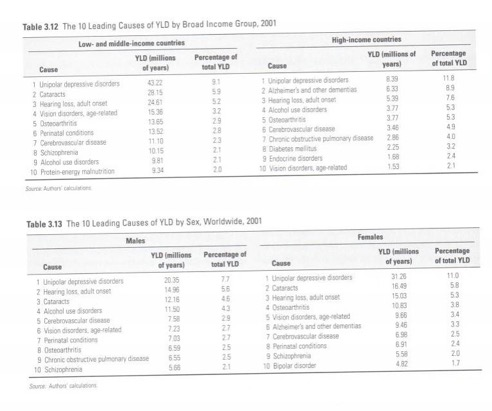 Table 3.12 The 10 Leading Causes of YLD by Broad Income Group, 2001
Low- and middle-income countries High-income countries
Cause YLD (millions of years) Percentage of total YLD Cause YLD (millions of years) Percentage of total YLD
1 Unipolar depressive disorders 43.22 9.1 1 Unipolar depressive disorders 8.39 11.8
2 Cataracts 28.15 5.9 2 Alzheimer's and other dementias 6.33 8.9
3 Hearing loss, adult onset 24.61 5.2 3 Hearing loss, adult onset 5.39 7.6
4 Vision disorders, age-related 15.36 3.2 4 Alcohol use disorders 3.77 5.3
5 Osteoarthritis 13.65 2.9 5 Osteoarthritis 3.77 5.3
6 Perinatal conditions 13.52 2.8 6 Cerebrovascular disease 3.46 4.9
7 Cerebrovascular disease 11.10 2.3 7 Chronic obstructive pulmonary disease 2.86 4.0
8 Schizophrenia 10.15 2.1 8 Diabetes mellitus 2.25 3.2
9 Alcohol use disorders 9.81 2.1 9 Endocrine disorders 1.68 2.4
10 Protein-energy malnutrition 9.34 2.0 10 Vision disorders, age-related 1.53 2.1
Source: Authors' calculations.
Table 3.13 The 10 Leading Causes of YLD by Sex, Worldwide, 2001
Males Females
Cause YLD (millions of years) Percentage of total YLD Cause YLD (millions of years) Percentage of total YLD
1 Unipolar depressive disorders 20.35 7.7 1 Unipolar depressive disorders 31.26 11.0
2 Hearing loss, adult onset 14.96 5.6 2 Cataracts 16.49 5.8
3 Cataracts 12.16 4.6 3 Hearing loss, adult onset 15.03 5.3
4 Alcohol use disorders 11.50 4.3 4 Osteoarthritis 10.83 3.8
5 Cerebrovascular disease 7.58 2.9 5 Vision disorders, age-related 9.66 3.4
6 Vision disorders, age-related 7.23 2.7 6 Alzheimer's and other dementias 9.46 3.3
7 Perinatal conditions 7.03 2.7 7 Cerebrovascular disease 6.98 2.5
8 Osteoarthritis 6.59 2.5 8 Perinatal conditions 6.91 2.4
9 Chronic obstructive pulmonary disease 6.55 2.5 9 Schizophrenia 5.58 2.0
10 Schizophrenia 5.68 2.1 10 Bipolar disorder 4.92 1.7
Source: Authors' calculations.